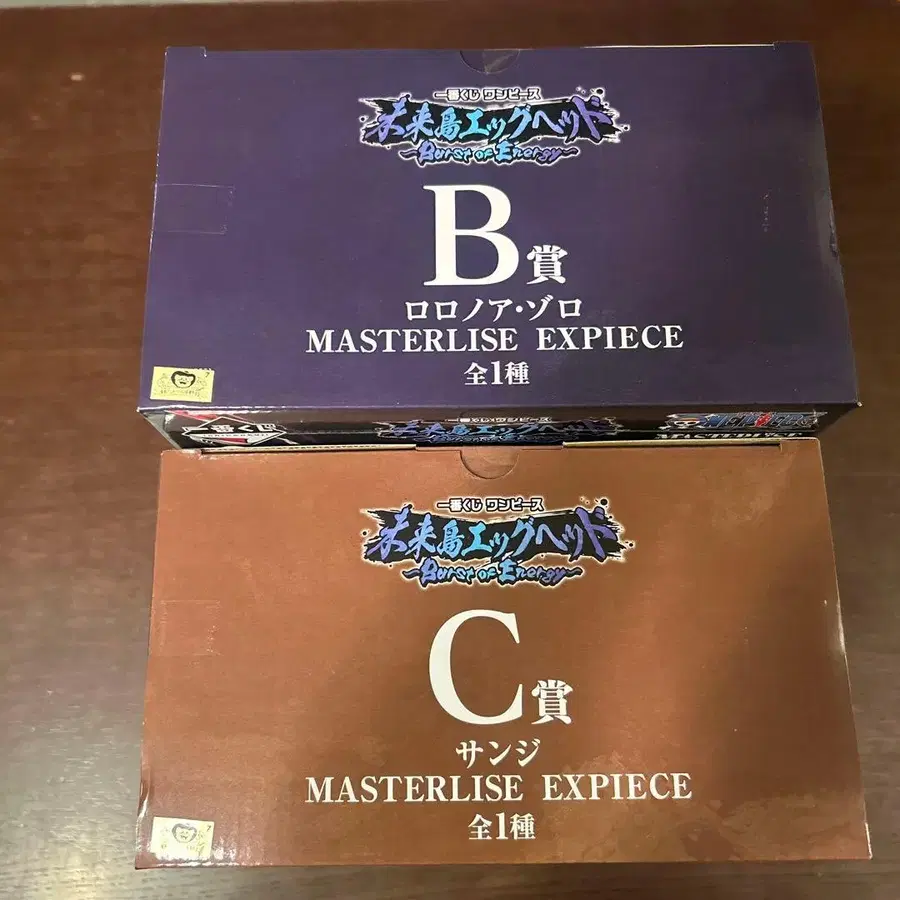 一番くじ ワンピース
未来島エッグヘッド
～Burst of Energy～
B賞
ロロノア・ゾロ
MASTERLISE EXPIECE
全1種
一番くじ ワンピース
未来島エッグヘッド
～Burst of Energy～
C賞
サンジ
MASTERLISE EXPIECE
全1種